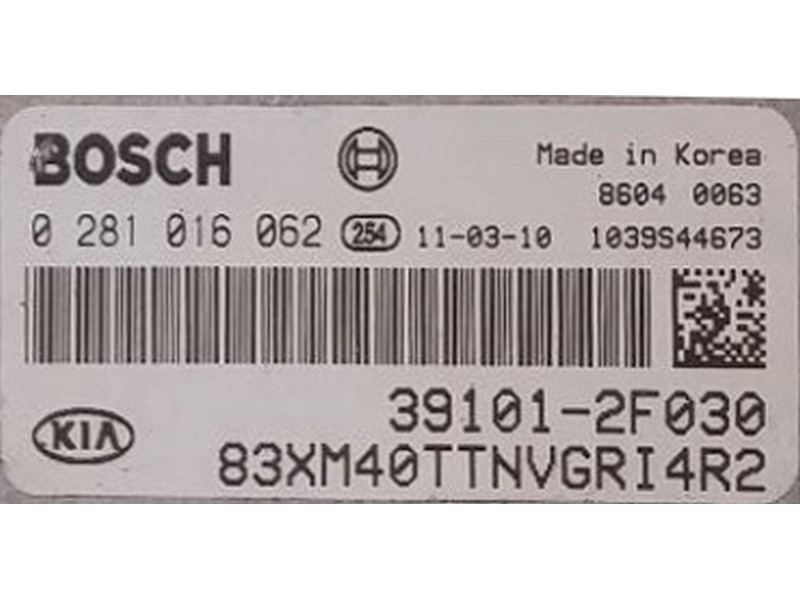 BOSCH
Made in Korea
8604 0063
0 281 016 062 254 11-03-10 1039S44673
39101-2F030
KIA
83XM40TTNVGRI4R2